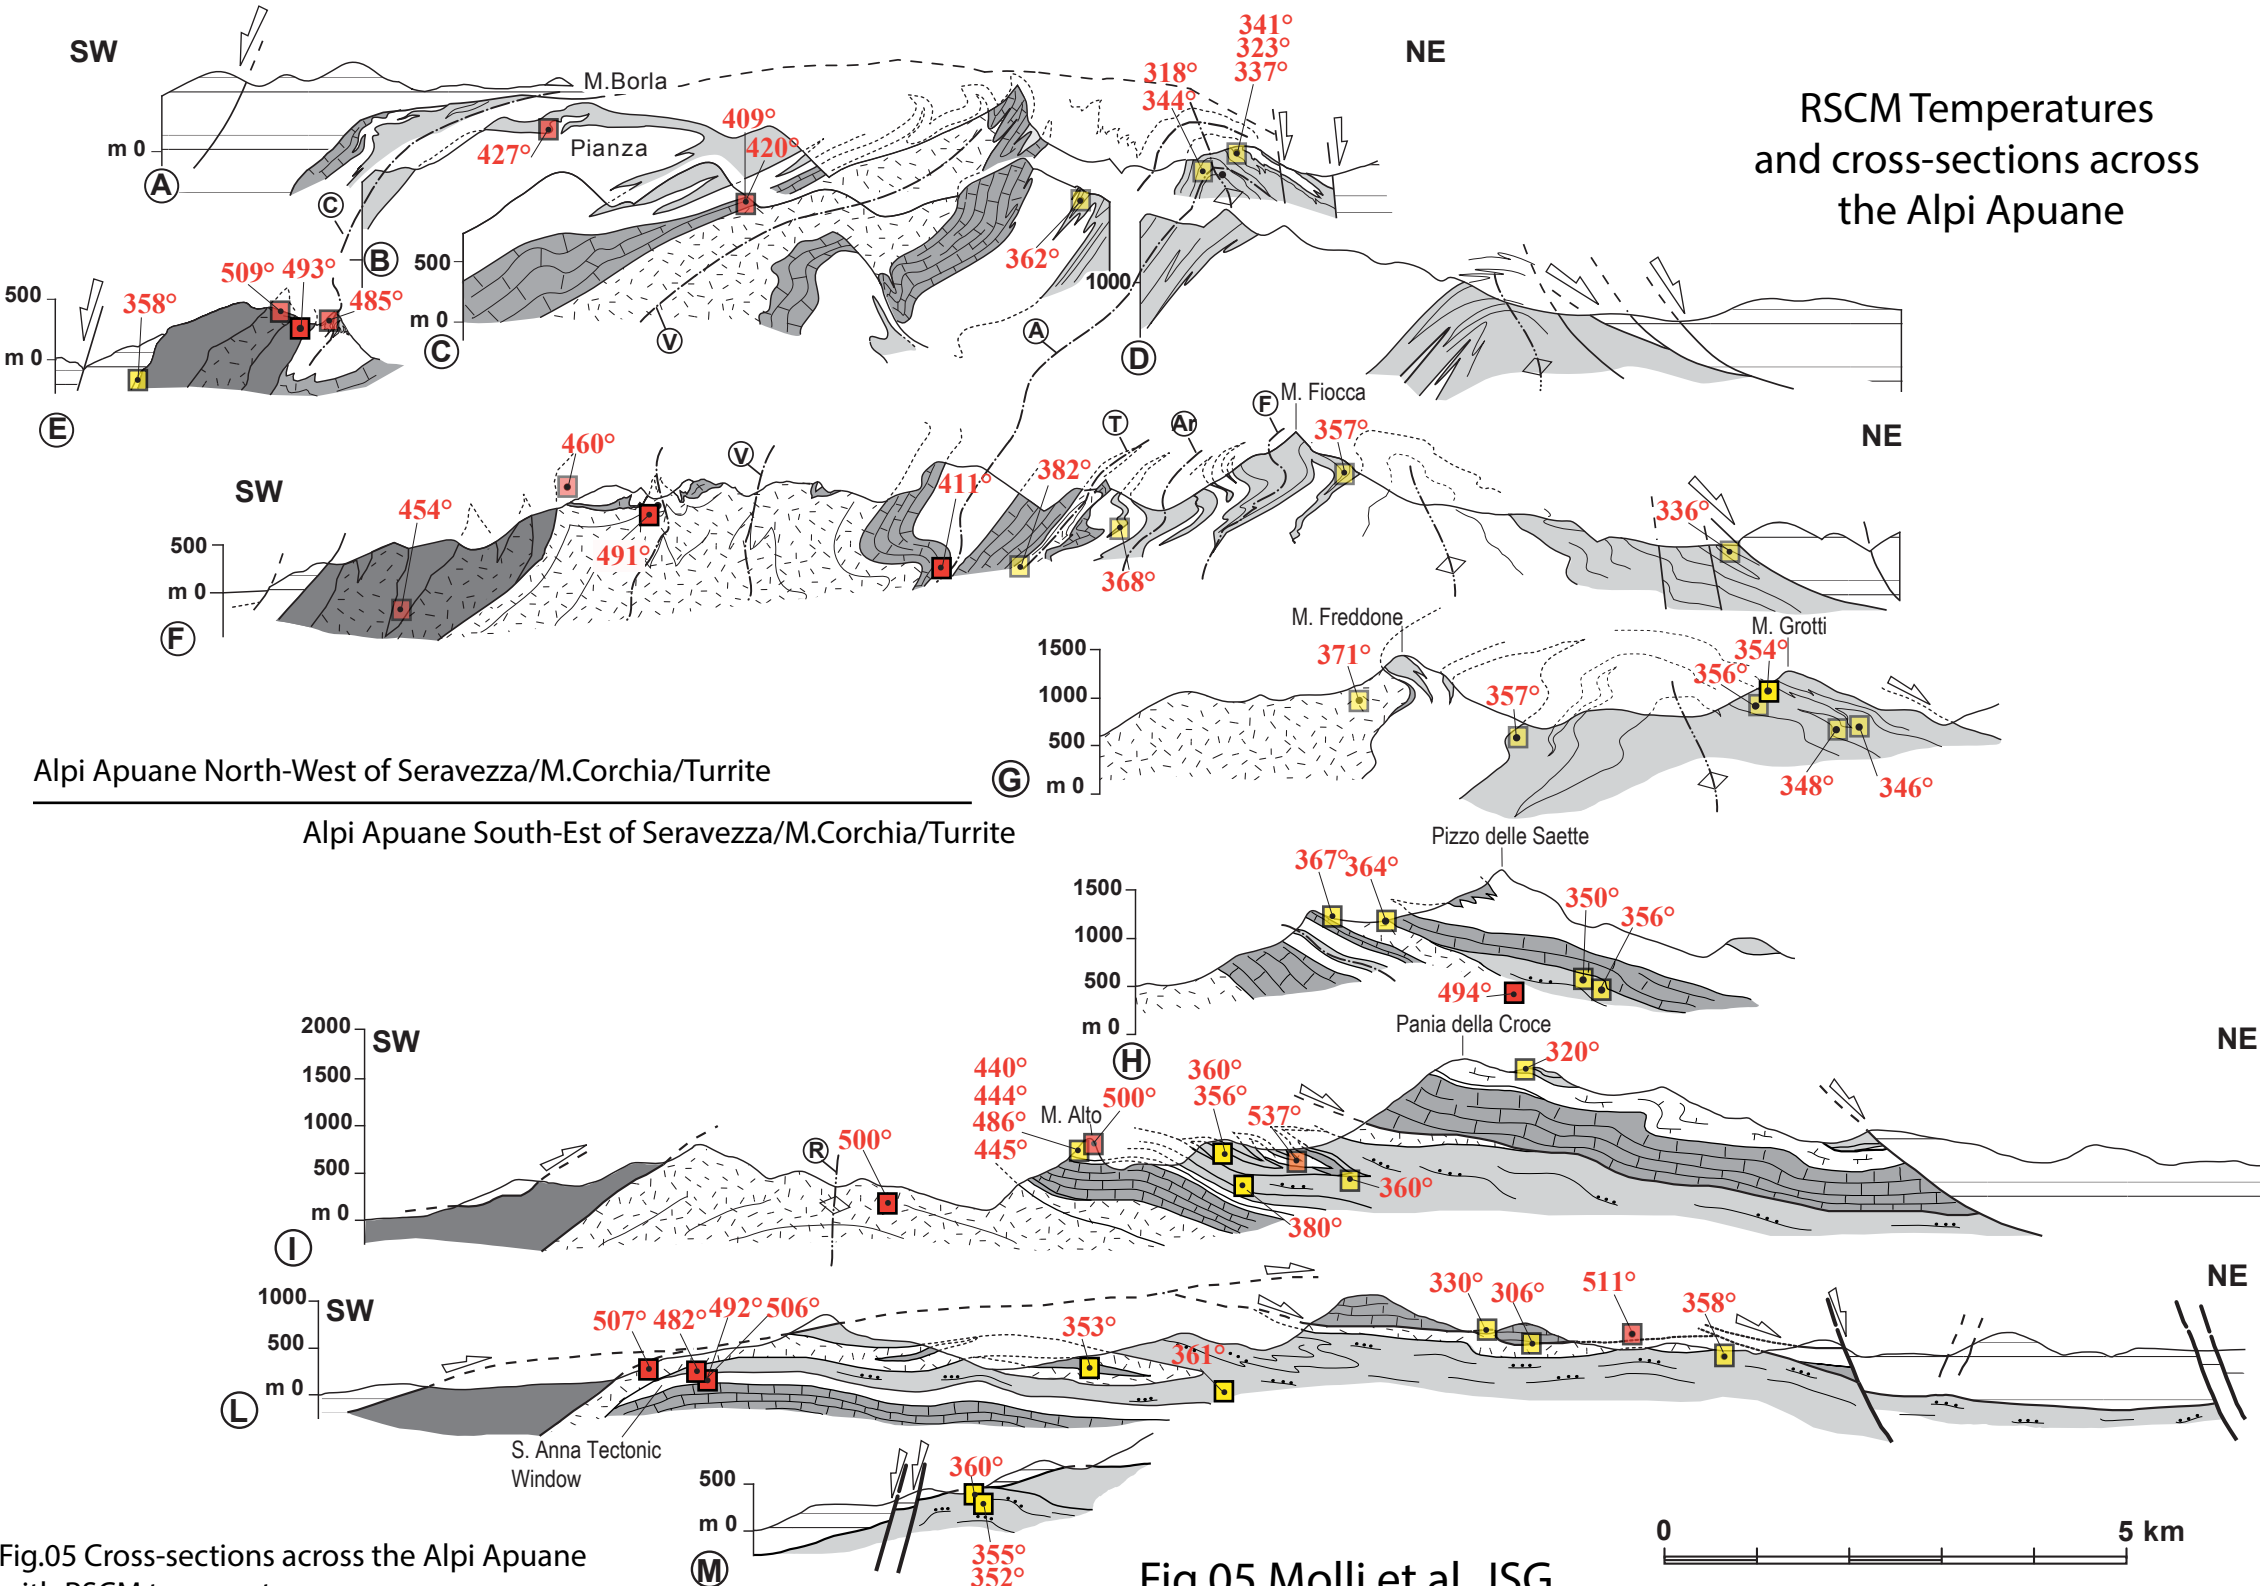 SW
NE
RSCM Temperatures
and cross-sections across
the Alpi Apuane
341°
323°
337°
318°
344°
M.Borla
409°
420°
427°
Pianza
m 0
A
C
B
500
m 0
C
V
362°
1000
A
D
509°
493°
485°
358°
500
m 0
E
NE
M. Fiocca
F
T
Ar
357°
460°
V
SW
454°
491°
411°
382°
368°
336°
500
m 0
F
M. Freddone
M. Grotti
1500
1000
500
m 0
G
371°
357°
356°
354°
348°
346°
Alpi Apuane North-West of Seravezza/M.Corchia/Turrite
Alpi Apuane South-Est of Seravezza/M.Corchia/Turrite
Pizzo delle Saette
367°
364°
350°
356°
1500
1000
500
m 0
H
494°
Pania della Croce
NE
2000
SW
1500
1000
500
m 0
I
R
500°
440°
444°
486°
445°
M. Alto
500°
360°
356°
537°
320°
360°
380°
NE
1000
SW
500
m 0
L
507°
482°
492°
506°
353°
361°
330°
306°
511°
358°
S. Anna Tectonic
Window
500
m 0
M
360°
355°
352°
0
5 km
Fig.05 Cross-sections across the Alpi Apuane
Fig.05 Molli et al. JSG